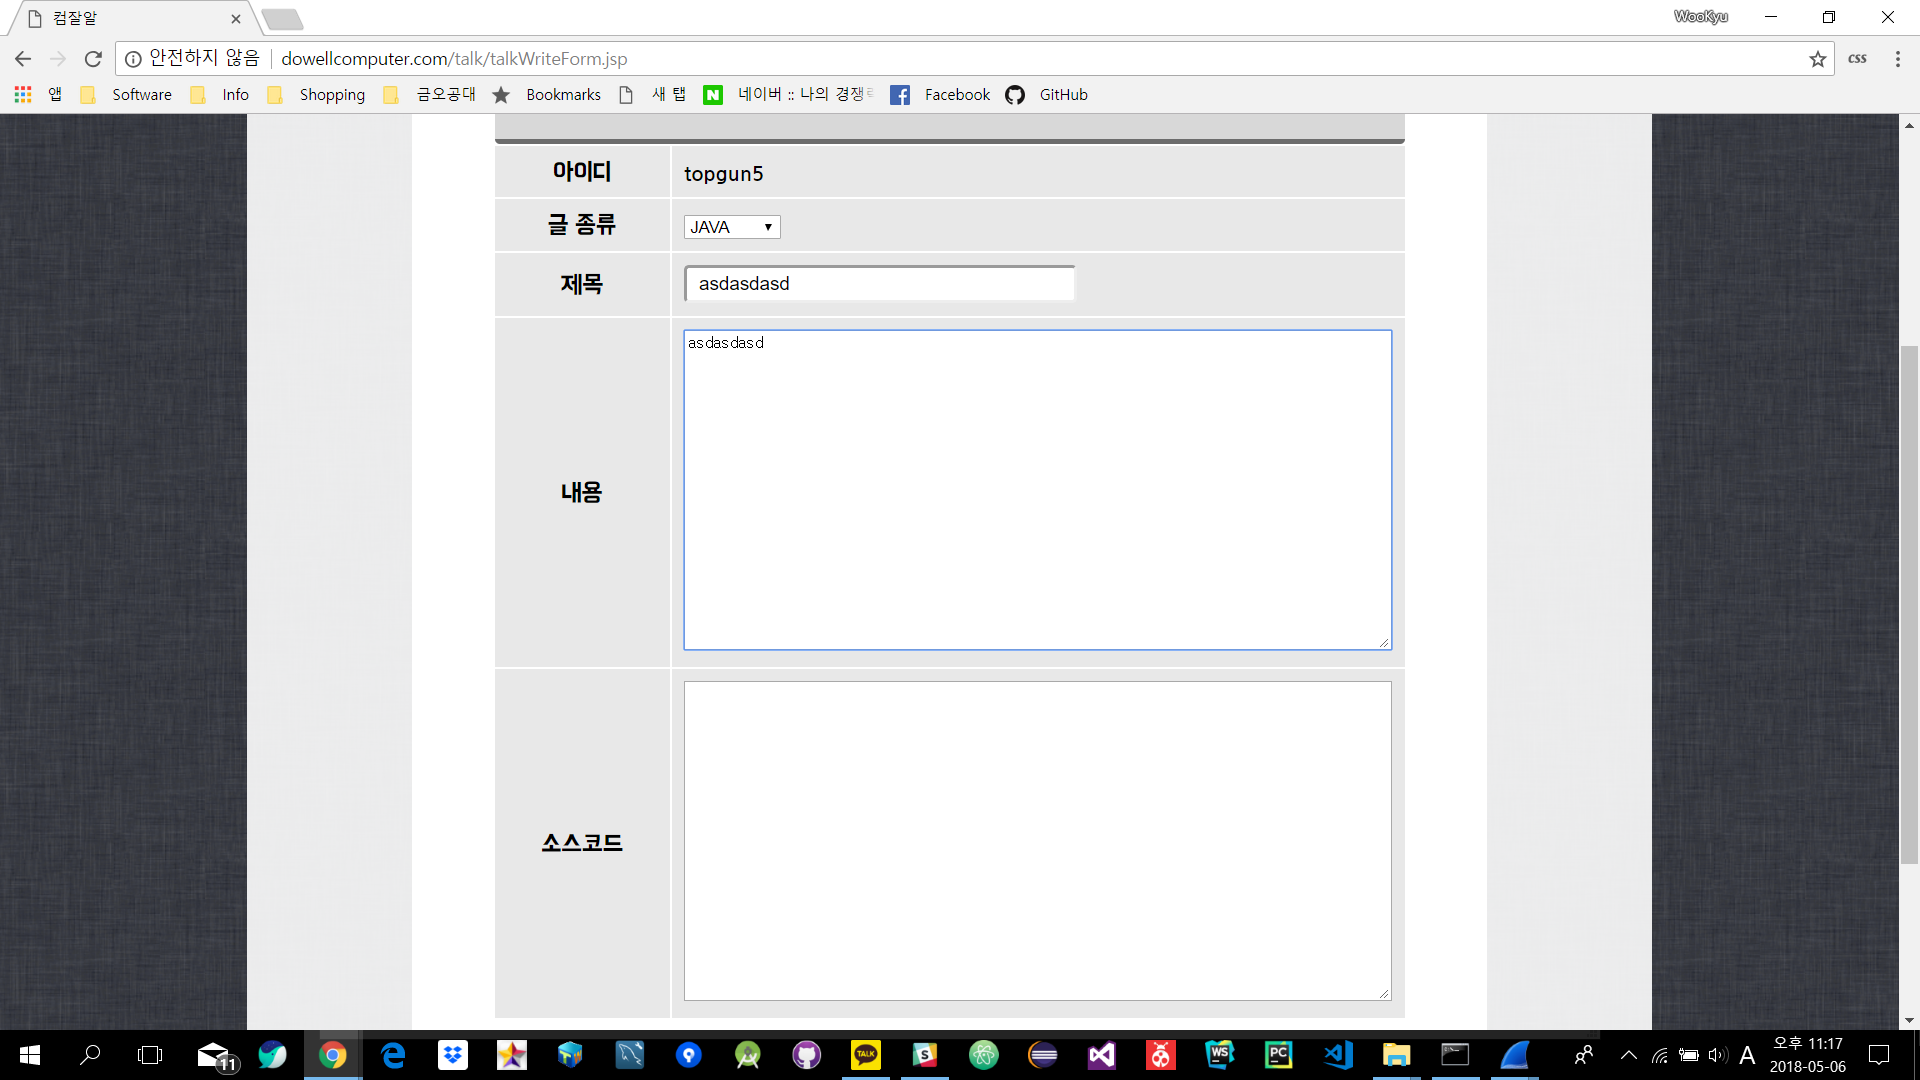 컴잘알
WooKyu
안전하지 않음 dowellcomputer.com/talk/talkWriteForm.jsp
css
앱 Software Info Shopping 금오공대 Bookmarks 새 탭 N 네이버 :: 나의 경쟁 Facebook GitHub
아이디 topgun5
글 종류 JAVA
제목 asdasdasd
내용 asdasdasd
소스코드
11 TALK S WS PC A 오후 11:17
2018-05-06